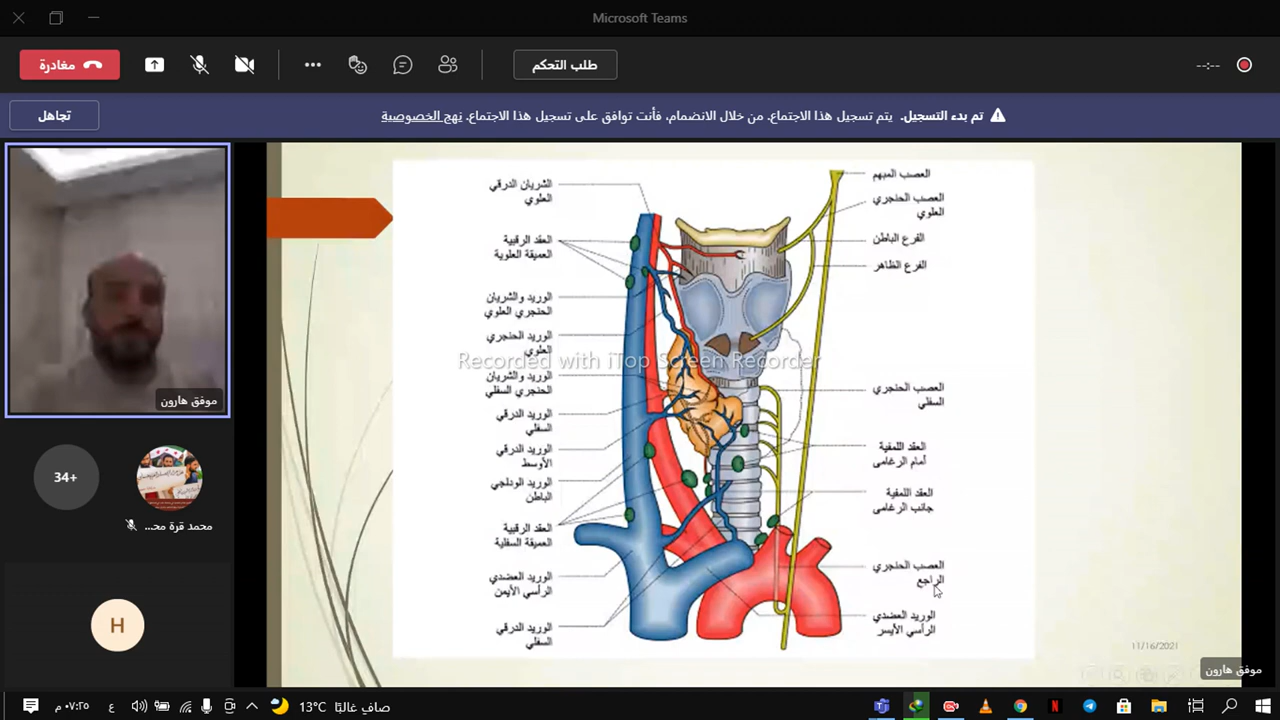 Microsoft Teams
مغادرة
طلب التحكم
--:--
تم بدء التسجيل. يتم تسجيل هذا الاجتماع. من خلال الانضمام، فأنت توافق على تسجيل هذا الاجتماع. نهج الخصوصية
تجاهل
العصب المبهم
العصب الحنجري
العلوي
الفرع الباطن
الفرع الظاهر
العصب الحنجري
السفلي
العقد اللمفية
أمام الرغامى
العقد اللمفية
جانب الرغامى
العصب الحنجري
الراجع
الوريد العضدي
الرأسي الأيسر
الشريان الدرقي
العلوي
العقد الرقبية
العميقة العلوية
الوريد والشريان
الحنجري العلوي
الوريد الحنجري
العلوي
الوريد والشريان
الحنجري السفلي
الوريد الدرقي
السفلي
الوريد الدرقي
الأوسط
الوريد الودلجي
الباطن
العقد الرقبية
العميقة السفلية
الوريد العضدي
الرأسي الأيمن
الوريد الدرقي
السفلي
Recorded with iTop Screen Recorder
11/16/2021
موفق هارون
موفق هارون
34+
محمد قرة محـ...
H
٠٧:٢٥ م
ع
13°C صافي غالبًا